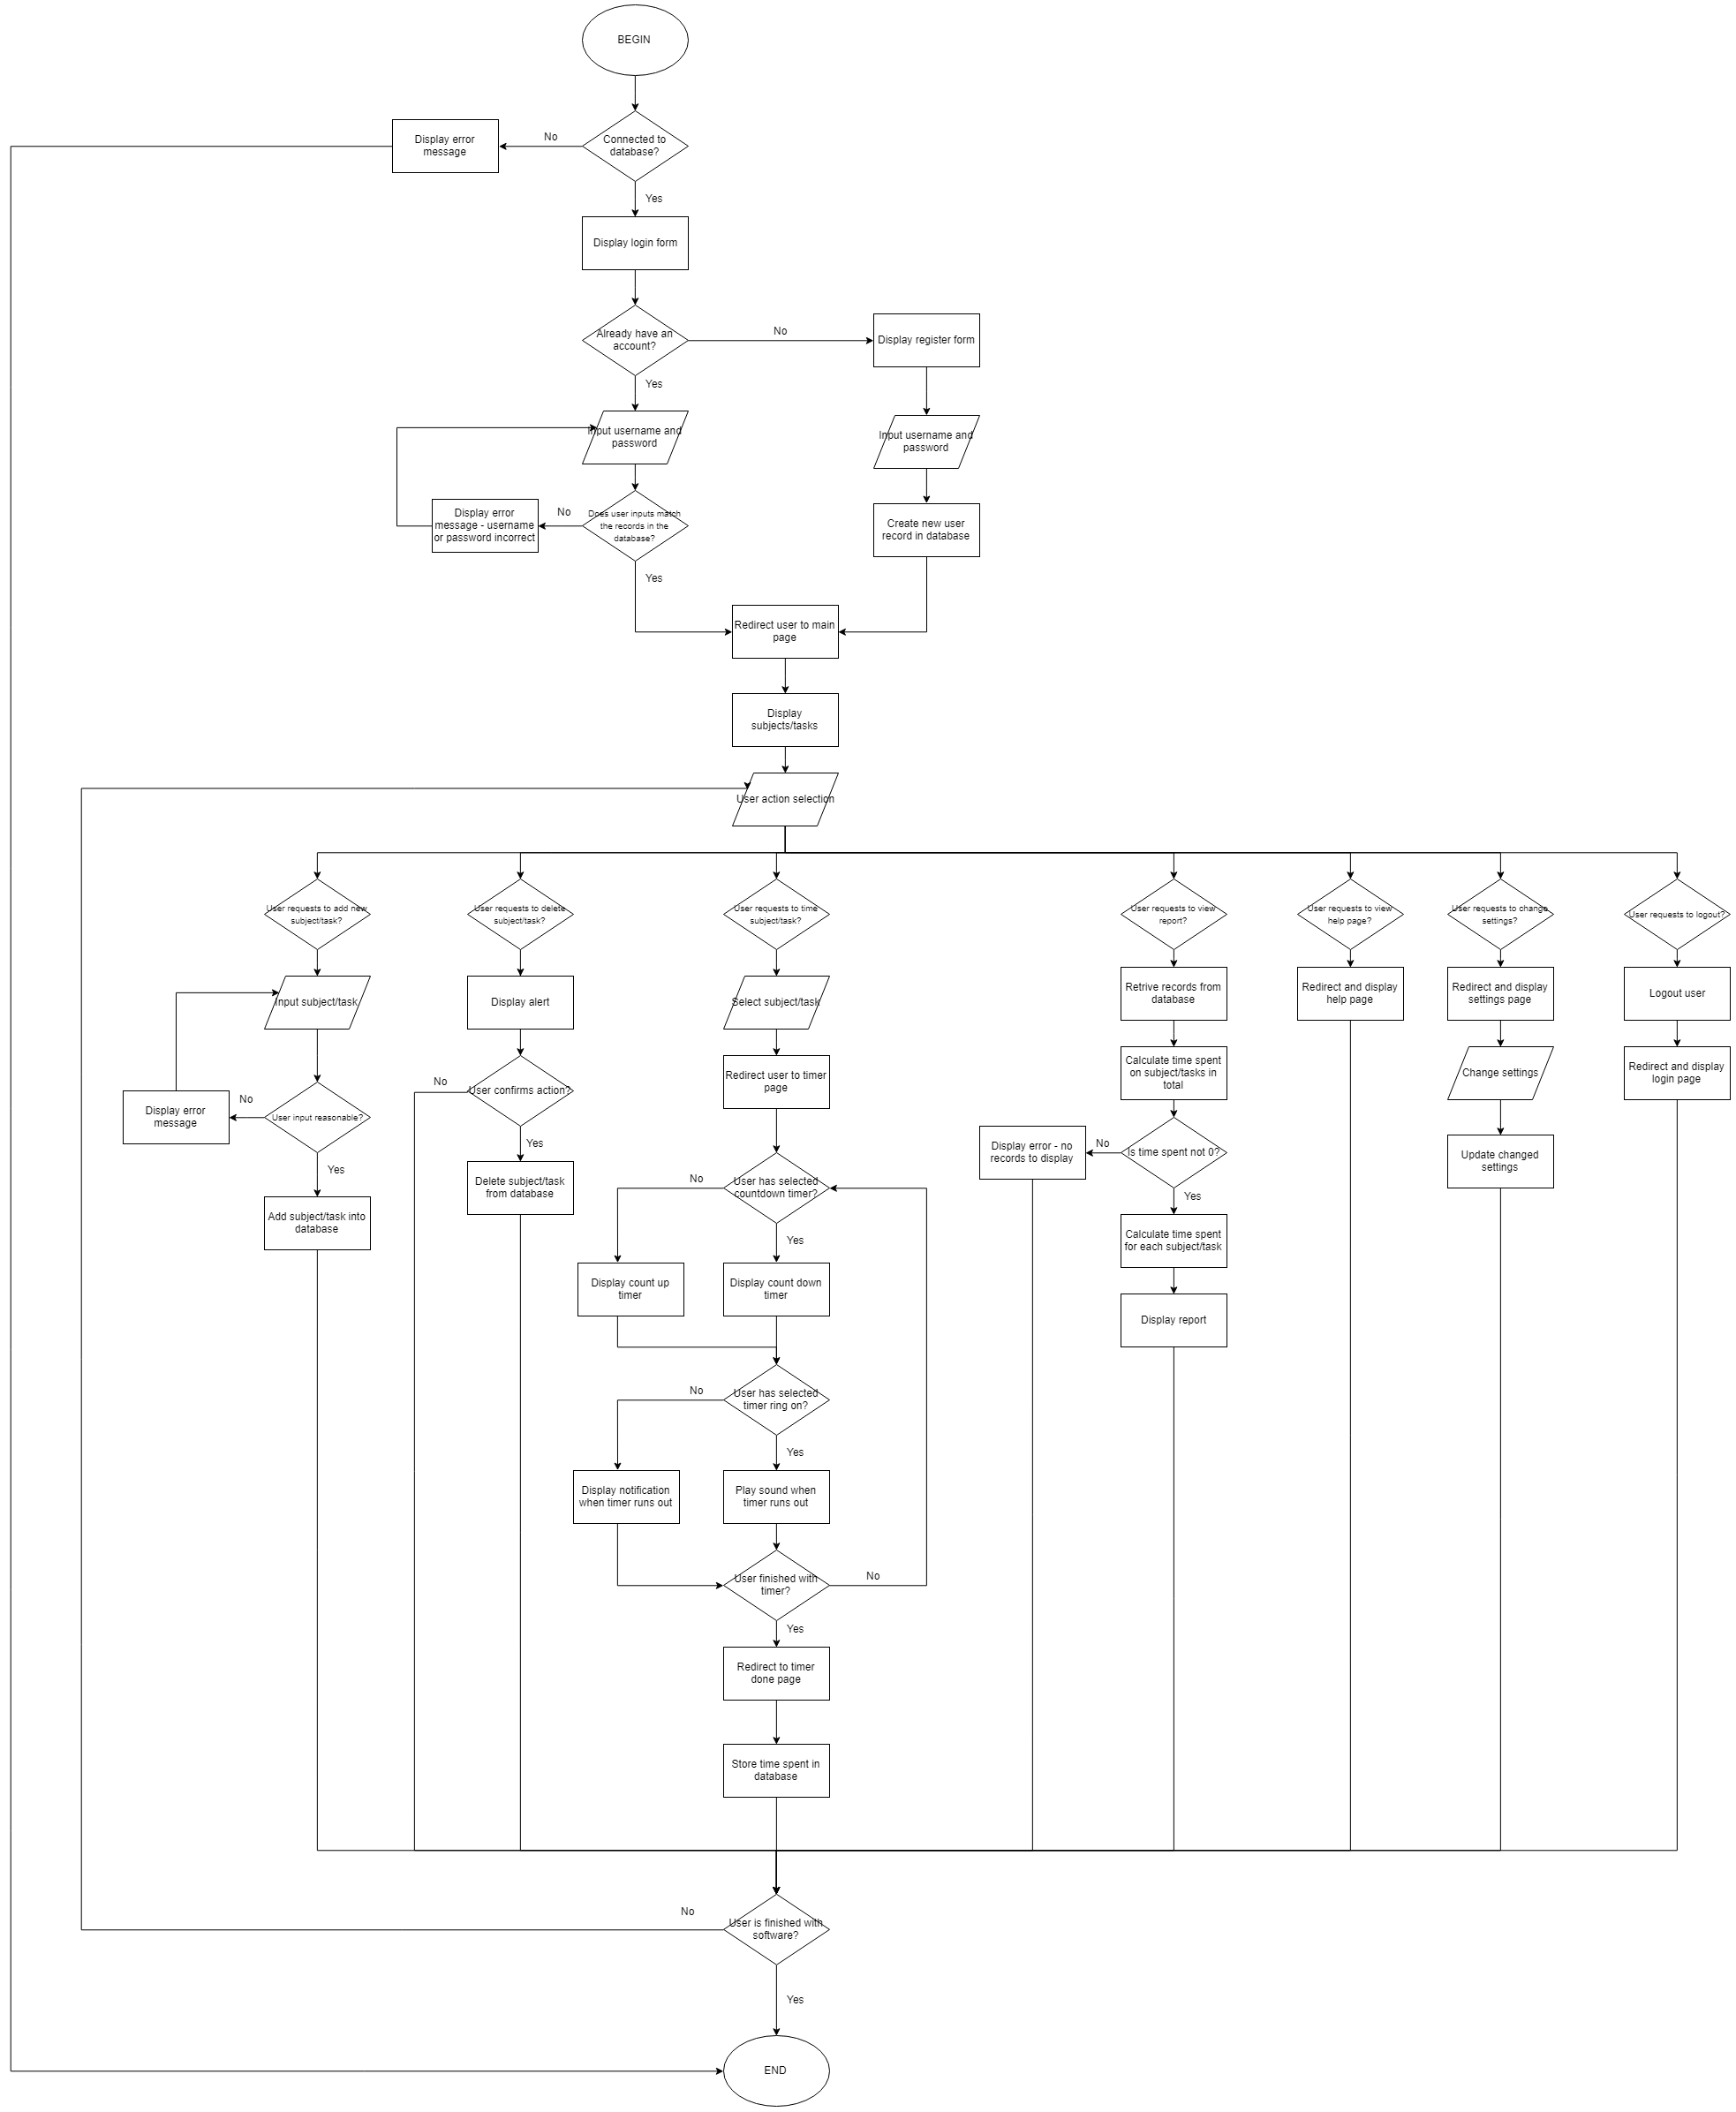 BEGIN
Connected to
database?
No
Display error
message
Yes
Display login form
Already have an
account?
No
Display register form
Yes
Input username and
password
Input username and
password
Does user inputs match
the records in the
database?
No
Display error
message - username
or password incorrect
Create new user
record in database
Yes
Redirect user to main
page
Display
subjects/tasks
User action selection
User requests to add new
subject/task?
User requests to delete
subject/task?
User requests to time
subject/task?
User requests to view
report?
User requests to view
help page?
User requests to change
settings?
User requests to logout?
Input subject/task
Display alert
Select subject/task
Retrive records from
database
Redirect and display
help page
Redirect and display
settings page
Logout user
Redirect user to timer
page
Calculate time spent
on subject/tasks in
total
Change settings
Redirect and display
login page
No
User confirms action?
Display error
message
No
User input reasonable?
Yes
Display error - no
records to display
No
Is time spent not 0?
Update changed
settings
Yes
Delete subject/task
from database
No
User has selected
countdown timer?
Yes
Add subject/task into
database
Yes
Calculate time spent
for each subject/task
Display count up
timer
Display count down
timer
Display report
No
User has selected
timer ring on?
Yes
Display notification
when timer runs out
Play sound when
timer runs out
User finished with
timer?
No
Yes
Redirect to timer
done page
Store time spent in
database
No
User is finished with
software?
Yes
END